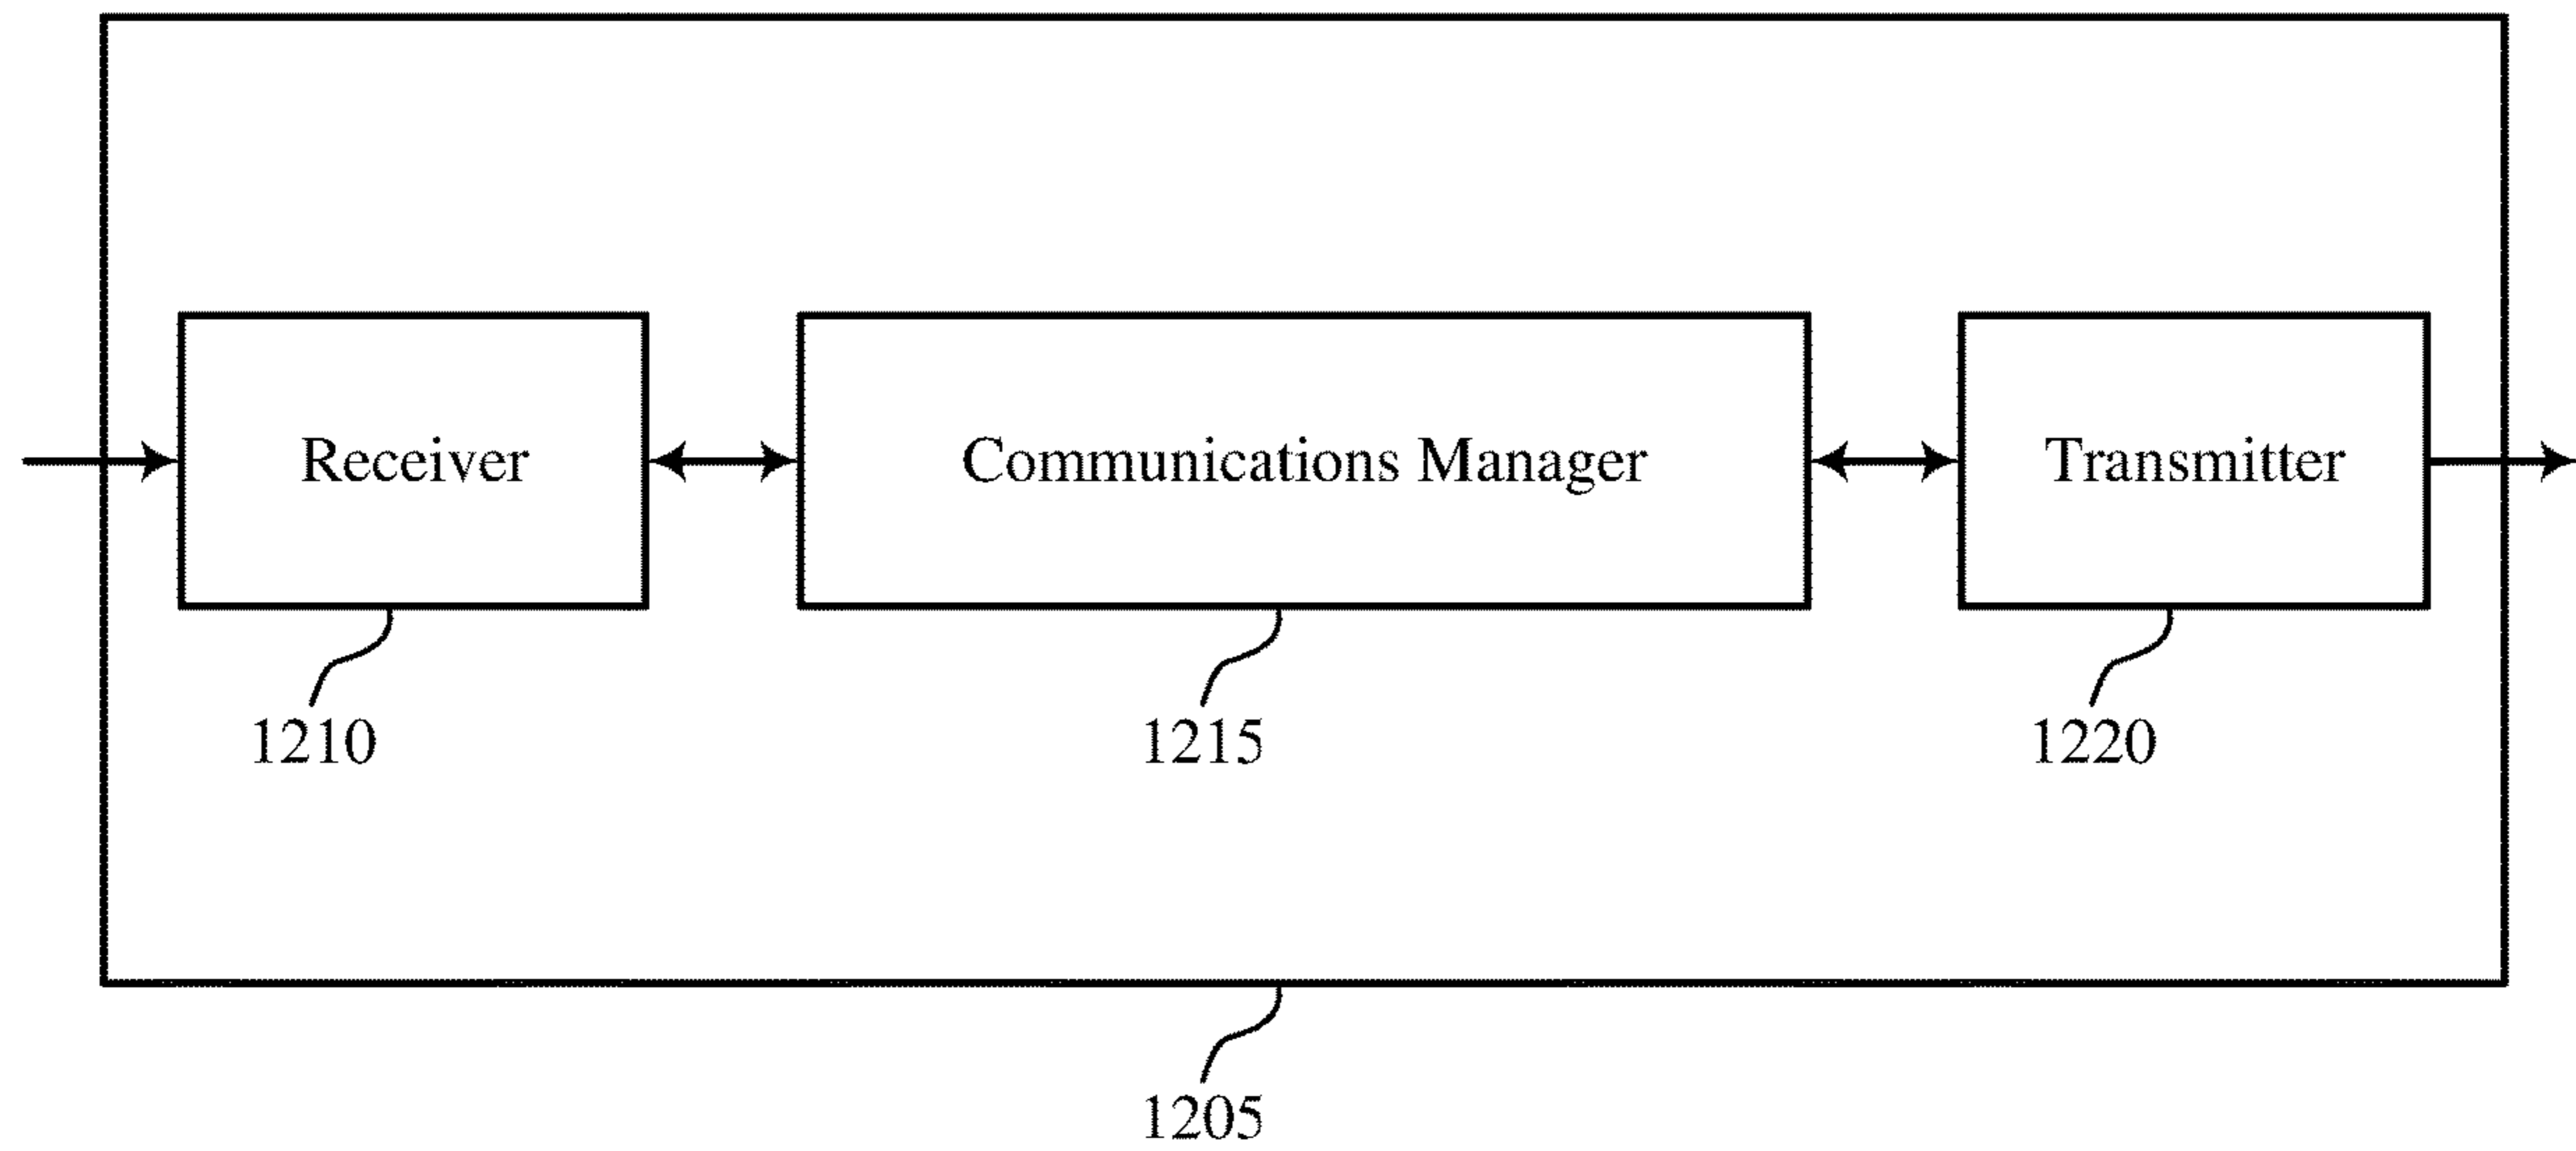 Receiver
Communications Manager
Transmitter
1210
1215
1220
1205